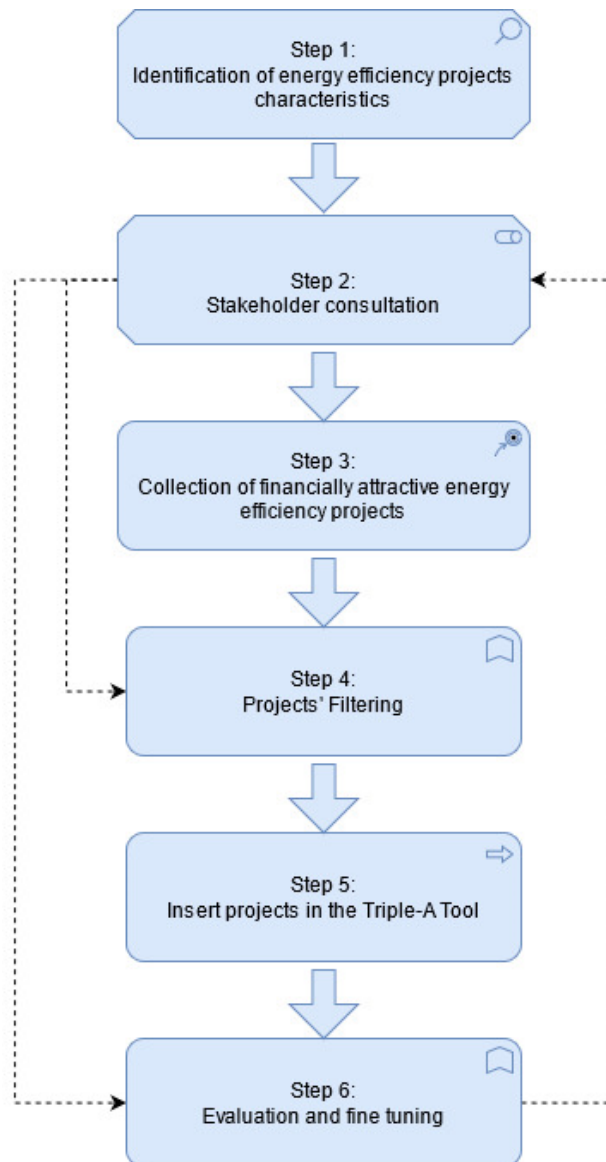 Step 1:
Identification of energy efficiency projects
characteristics
Step 2:
Stakeholder consultation
Step 3:
Collection of financially attractive energy
efficiency projects
Step 4:
Projects' Filtering
Step 5:
Insert projects in the Triple-A Tool
Step 6:
Evaluation and fine tuning